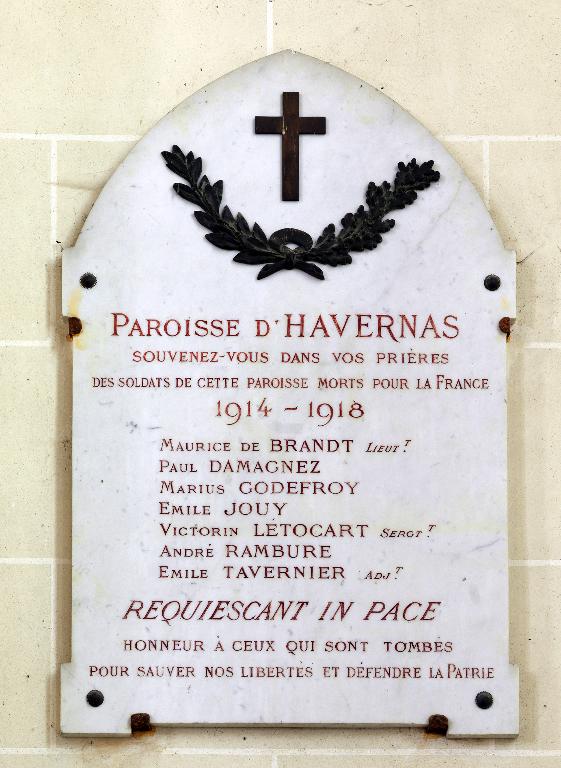 PAROISSE D'HAVERNAS
SOUVENEZ-VOUS DANS VOS PRIÈRES
DES SOLDATS DE CETTE PAROISSE MORTS POUR LA FRANCE
1914 - 1918
MAURICE DE BRANDT LIEUT.T
PAUL DAMAGNEZ
MARIUS GODEFROY
EMILE JOUY
VICTORIN LÉTOCART SERGT.T
ANDRÉ RAMBURE
EMILE TAVERNIER ADJ.T
REQUIESCANT IN PACE
HONNEUR À CEUX QUI SONT TOMBÉS
POUR SAUVER NOS LIBERTÉS ET DÉFENDRE LA PATRIE